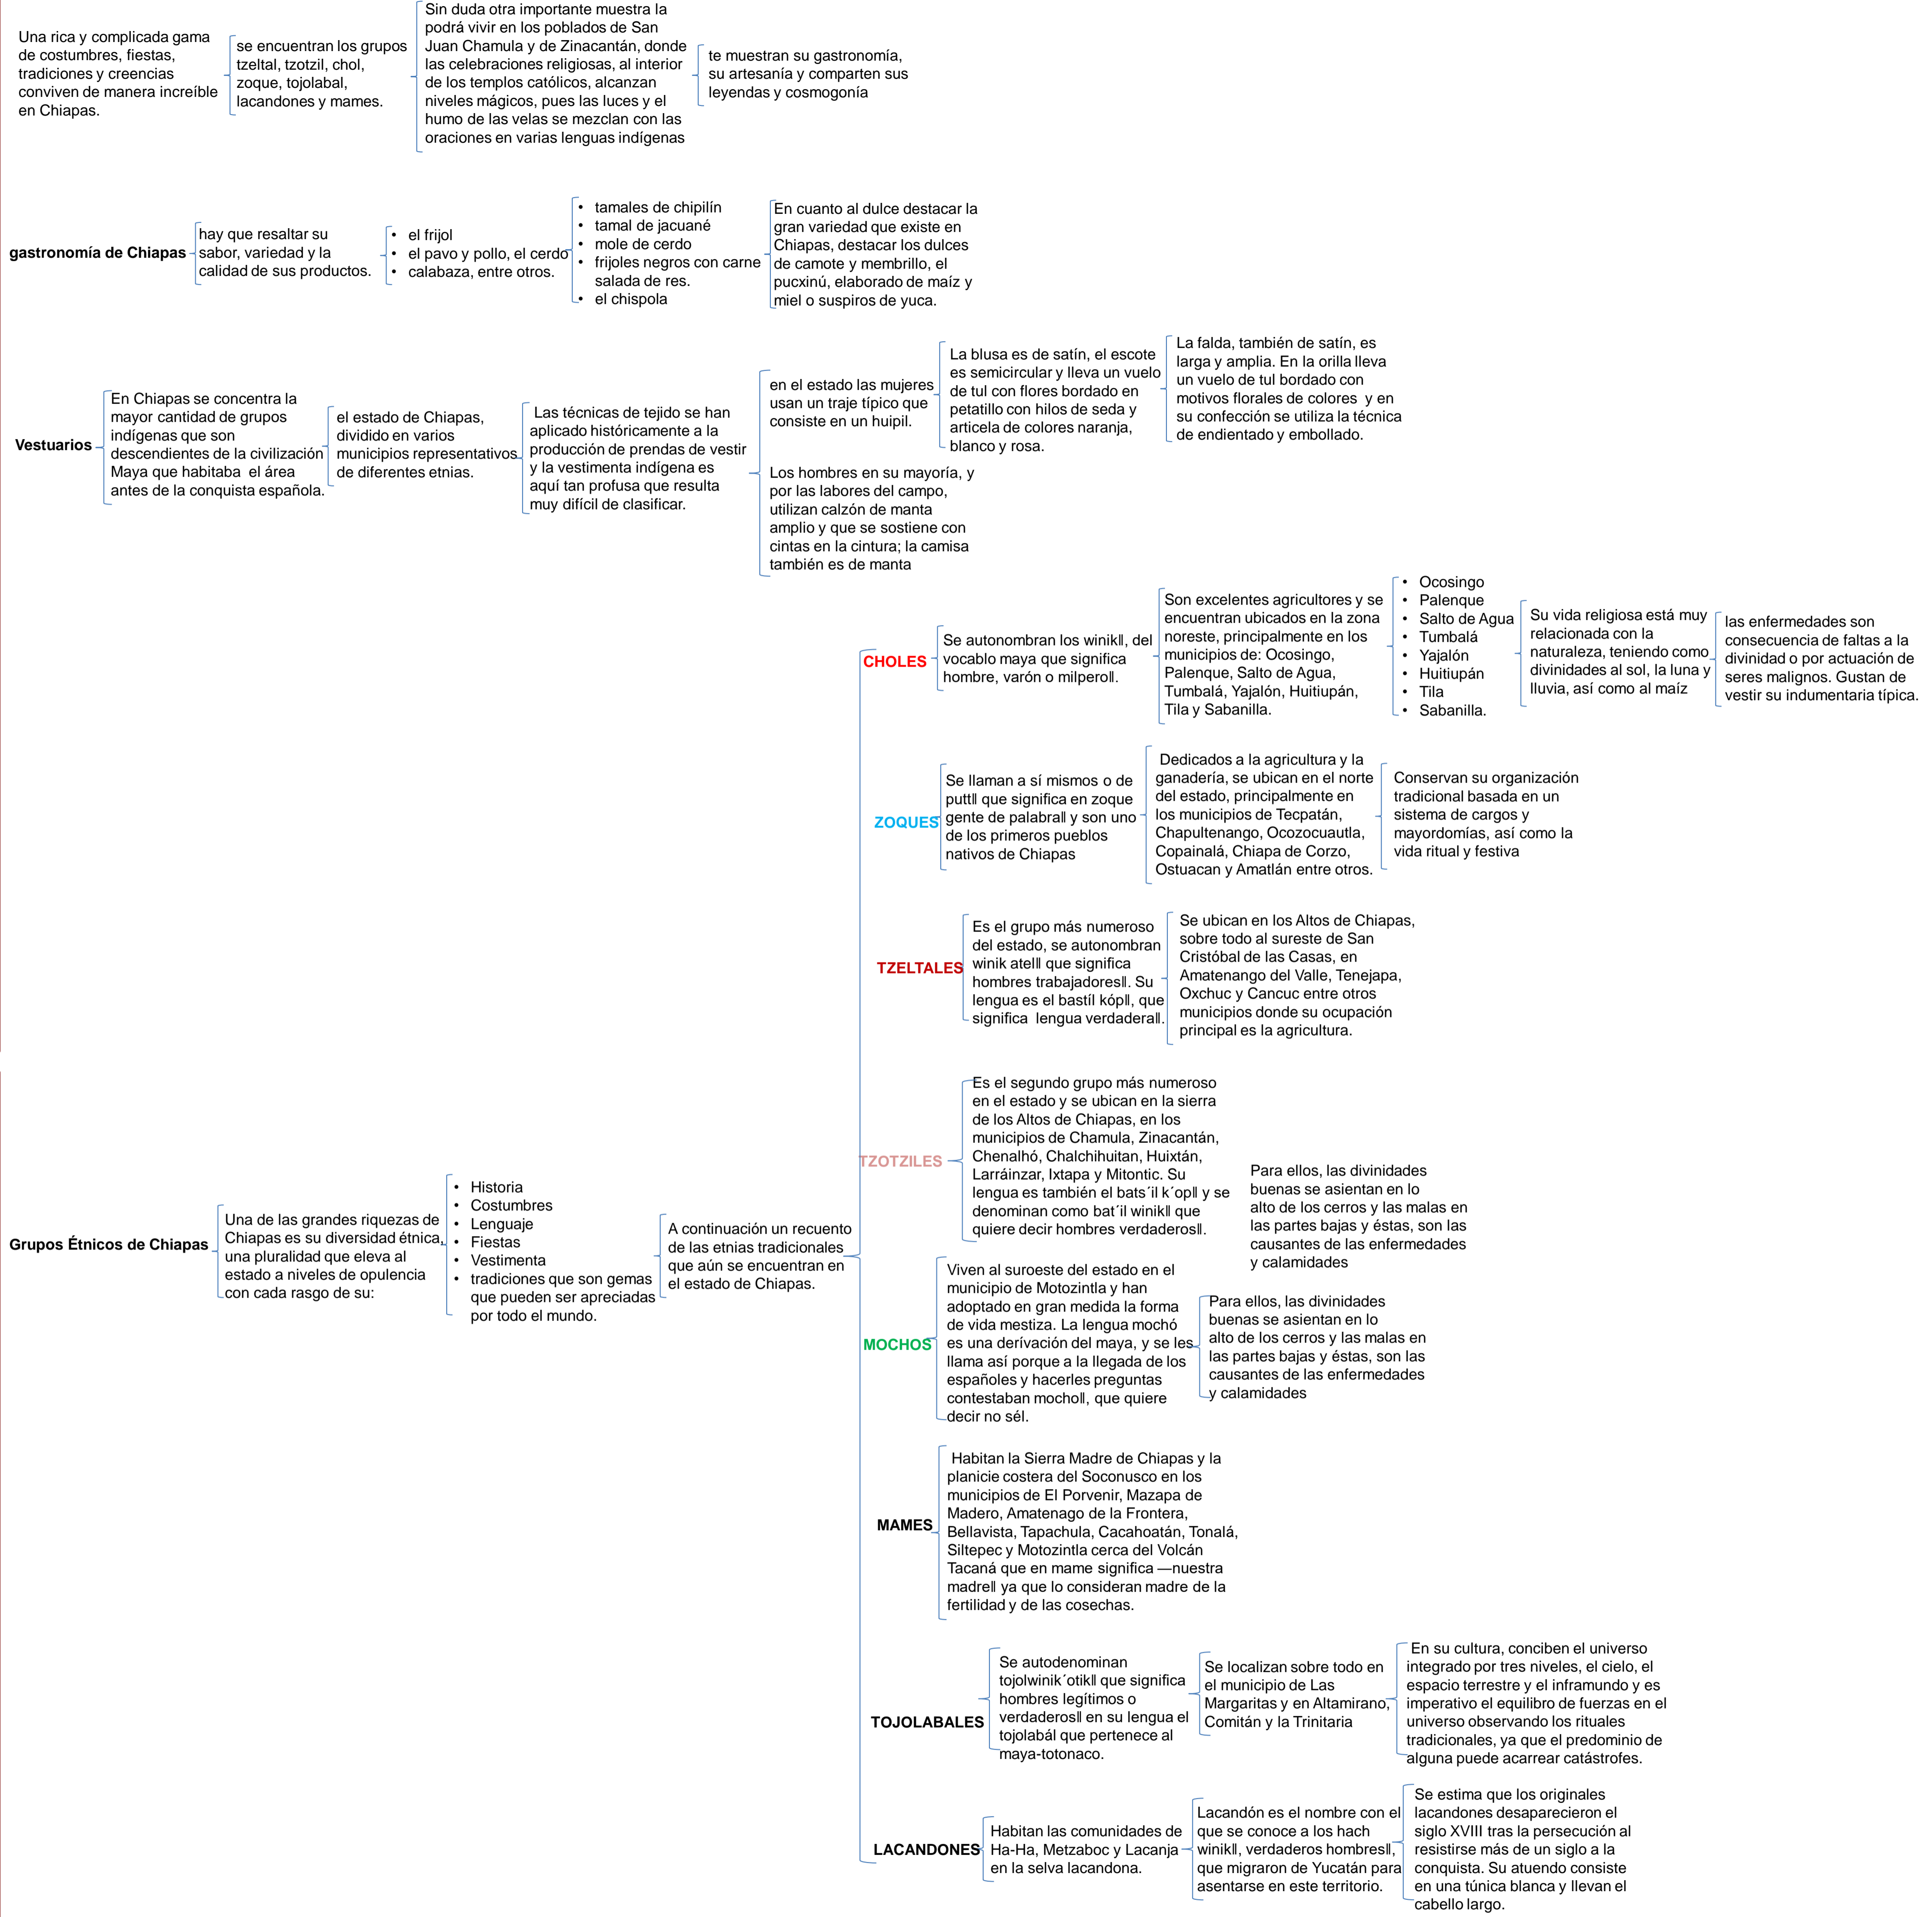 Una rica y complicada gama
de costumbres, fiestas,
tradiciones y creencias
conviven de manera increíble
en Chiapas.
se encuentran los grupos
tzeltal, tzotzil, chol,
zoque, tojolabal,
lacandones y mames.
Sin duda otra importante muestra la
podrá vivir en los poblados de San
Juan Chamula y de Zinacantán, donde
las celebraciones religiosas, al interior
de los templos católicos, alcanzan
niveles mágicos, pues las luces y el
humo de las velas se mezclan con las
oraciones en varias lenguas indígenas
te muestran su gastronomía,
su artesanía y comparten sus
leyendas y cosmogonía
gastronomía de Chiapas
hay que resaltar su
sabor, variedad y la
calidad de sus productos.
• el frijol
• el pavo y pollo, el cerdo
• calabaza, entre otros.
• tamales de chipilín
• tamal de jacuané
• mole de cerdo
• frijoles negros con carne
salada de res.
• el chispola
En cuanto al dulce destacar la
gran variedad que existe en
Chiapas, destacar los dulces
de camote y membrillo, el
pucxinú, elaborado de maíz y
miel o suspiros de yuca.
Vestuarios
En Chiapas se concentra la
mayor cantidad de grupos
indígenas que son
descendientes de la civilización
Maya que habitaba el área
antes de la conquista española.
el estado de Chiapas,
dividido en varios
municipios representativos
de diferentes etnias.
Las técnicas de tejido se han
aplicado históricamente a la
producción de prendas de vestir
y la vestimenta indígena es
aquí tan profusa que resulta
muy difícil de clasificar.
en el estado las mujeres
usan un traje típico que
consiste en un huipil.
La blusa es de satín, el escote
es semicircular y lleva un vuelo
de tul con flores bordado en
petatillo con hilos de seda y
articela de colores naranja,
blanco y rosa.
La falda, también de satín, es
larga y amplia. En la orilla lleva
un vuelo de tul bordado con
motivos florales de colores y en
su confección se utiliza la técnica
de endientado y embollado.
Los hombres en su mayoría, y
por las labores del campo,
utilizan calzón de manta
amplio y que se sostiene con
cintas en la cintura; la camisa
también es de manta
Grupos Étnicos de Chiapas
Una de las grandes riquezas de
Chiapas es su diversidad étnica,
una pluralidad que eleva al
estado a niveles de opulencia
con cada rasgo de su:
• Historia
• Costumbres
• Lenguaje
• Fiestas
• Vestimenta
• tradiciones que son gemas
que pueden ser apreciadas
por todo el mundo.
A continuación un recuento
de las etnias tradicionales
que aún se encuentran en
el estado de Chiapas.
CHOLES
Se autonombran los winik‖, del
vocablo maya que significa
hombre, varón o milpero‖.
Son excelentes agricultores y se
encuentran ubicados en la zona
noreste, principalmente en los
municipios de: Ocosingo,
Palenque, Salto de Agua,
Tumbalá, Yajalón, Huitiupán,
Tila y Sabanilla.
• Ocosingo
• Palenque
• Salto de Agua
• Tumbalá
• Yajalón
• Huitiupán
• Tila
• Sabanilla.
Su vida religiosa está muy
relacionada con la
naturaleza, teniendo como
divinidades al sol, la luna y
lluvia, así como al maíz
las enfermedades son
consecuencia de faltas a la
divinidad o por actuación de
seres malignos. Gustan de
vestir su indumentaria típica.
ZOQUES
Se llaman a sí mismos o de
putt‖ que significa en zoque
gente de palabra‖ y son uno
de los primeros pueblos
nativos de Chiapas
Dedicados a la agricultura y la
ganadería, se ubican en el norte
del estado, principalmente en
los municipios de Tecpatán,
Chapultenango, Ocozocuautla,
Copainalá, Chiapa de Corzo,
Ostuacan y Amatlán entre otros.
Conservan su organización
tradicional basada en un
sistema de cargos y
mayordomías, así como la
vida ritual y festiva
TZELTALES
Es el grupo más numeroso
del estado, se autonombran
winik atel‖ que significa
hombres trabajadores‖. Su
lengua es el bastíl kóp‖, que
significa lengua verdadera‖.
Se ubican en los Altos de Chiapas,
sobre todo al sureste de San
Cristóbal de las Casas, en
Amatenango del Valle, Tenejapa,
Oxchuc y Cancuc entre otros
municipios donde su ocupación
principal es la agricultura.
TZOTZILES
Es el segundo grupo más numeroso
en el estado y se ubican en la sierra
de los Altos de Chiapas, en los
municipios de Chamula, Zinacantán,
Chenalhó, Chalchihuitan, Huixtán,
Larráinzar, Ixtapa y Mitontic. Su
lengua es también el bats´il k´op‖ y se
denominan como bat´il winik‖ que
quiere decir hombres verdaderos‖.
Para ellos, las divinidades
buenas se asientan en lo
alto de los cerros y las malas en
las partes bajas y éstas, son las
causantes de las enfermedades
y calamidades
MOCHOS
Viven al suroeste del estado en el
municipio de Motozintla y han
adoptado en gran medida la forma
de vida mestiza. La lengua mochó
es una derívación del maya, y se les
llama así porque a la llegada de los
españoles y hacerles preguntas
contestaban mocho‖, que quiere
decir no sél.
Para ellos, las divinidades
buenas se asientan en lo
alto de los cerros y las malas en
las partes bajas y éstas, son las
causantes de las enfermedades
y calamidades
MAMES
Habitan la Sierra Madre de Chiapas y la
planicie costera del Soconusco en los
municipios de El Porvenir, Mazapa de
Madero, Amatenago de la Frontera,
Bellavista, Tapachula, Cacahoatán, Tonalá,
Siltepec y Motozintla cerca del Volcán
Tacaná que en mame significa ―nuestra
madre‖ ya que lo consideran madre de la
fertilidad y de las cosechas.
TOJOLABALES
Se autodenominan
tojolwinik´otik‖ que significa
hombres legítimos o
verdaderos‖ en su lengua el
tojolabál que pertenece al
maya-totonaco.
Se localizan sobre todo en
el municipio de Las
Margaritas y en Altamirano,
Comitán y la Trinitaria
En su cultura, conciben el universo
integrado por tres niveles, el cielo, el
espacio terrestre y el inframundo y es
imperativo el equilibro de fuerzas en el
universo observando los rituales
tradicionales, ya que el predominio de
alguna puede acarrear catástrofes.
LACANDONES
Habitan las comunidades de
Ha-Ha, Metzaboc y Lacanja
en la selva lacandona.
Lacandón es el nombre con el
que se conoce a los hach
winik‖, verdaderos hombres‖,
que migraron de Yucatán para
asentarse en este territorio.
Se estima que los originales
lacandones desaparecieron el
siglo XVIII tras la persecución al
resistirse más de un siglo a la
conquista. Su atuendo consiste
en una túnica blanca y llevan el
cabello largo.